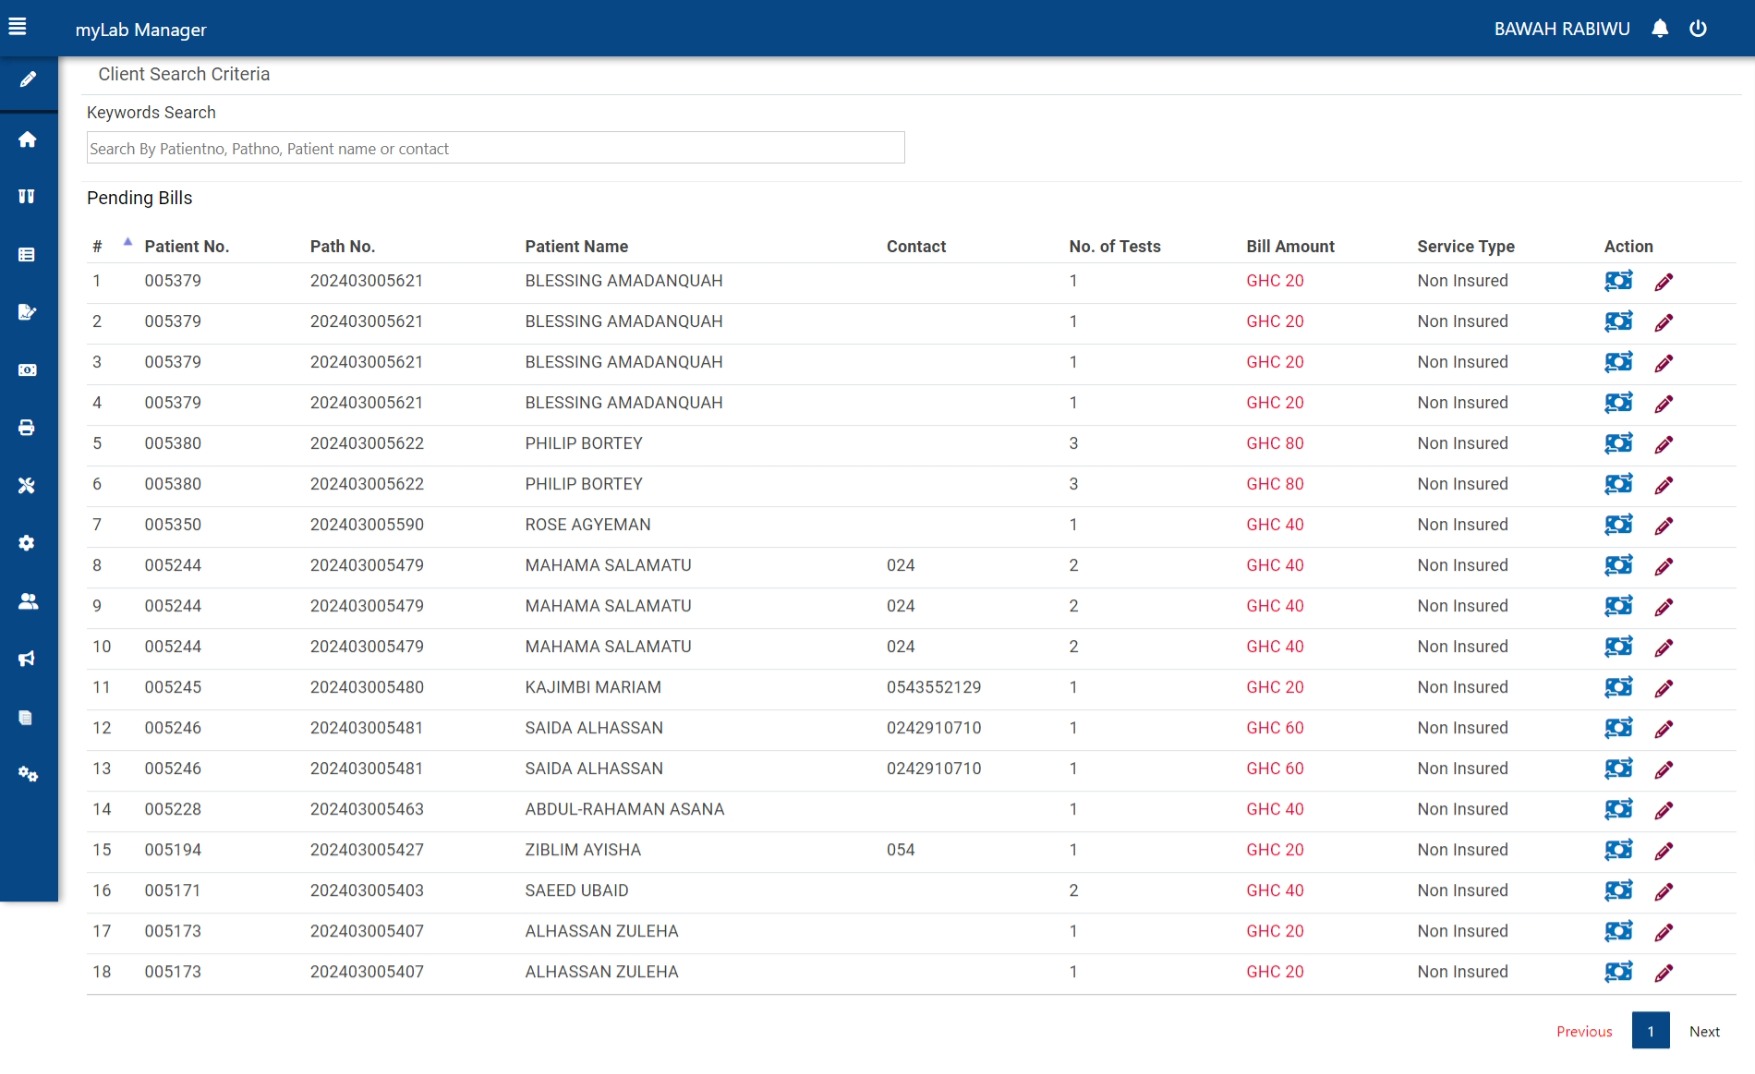 myLab Manager BAWAH RABIWU
Client Search Criteria
Keywords Search
Search By Patientno, Pathno, Patient name or contact
Pending Bills
# Patient No. Path No. Patient Name Contact No. of Tests Bill Amount Service Type Action
1 005379 202403005621 BLESSING AMADANQUAH 1 GHC 20 Non Insured
2 005379 202403005621 BLESSING AMADANQUAH 1 GHC 20 Non Insured
3 005379 202403005621 BLESSING AMADANQUAH 1 GHC 20 Non Insured
4 005379 202403005621 BLESSING AMADANQUAH 1 GHC 20 Non Insured
5 005380 202403005622 PHILIP BORTEY 3 GHC 80 Non Insured
6 005380 202403005622 PHILIP BORTEY 3 GHC 80 Non Insured
7 005350 202403005590 ROSE AGYEMAN 1 GHC 40 Non Insured
8 005244 202403005479 MAHAMA SALAMATU 024 2 GHC 40 Non Insured
9 005244 202403005479 MAHAMA SALAMATU 024 2 GHC 40 Non Insured
10 005244 202403005479 MAHAMA SALAMATU 024 2 GHC 40 Non Insured
11 005245 202403005480 KAJIMBI MARIAM 0543552129 1 GHC 20 Non Insured
12 005246 202403005481 SAIDA ALHASSAN 0242910710 1 GHC 60 Non Insured
13 005246 202403005481 SAIDA ALHASSAN 0242910710 1 GHC 60 Non Insured
14 005228 202403005463 ABDUL-RAHAMAN ASANA 1 GHC 40 Non Insured
15 005194 202403005427 ZIBLIM AYISHA 054 1 GHC 20 Non Insured
16 005171 202403005403 SAEED UBAID 2 GHC 40 Non Insured
17 005173 202403005407 ALHASSAN ZULEHA 1 GHC 20 Non Insured
18 005173 202403005407 ALHASSAN ZULEHA 1 GHC 20 Non Insured
Previous 1 Next